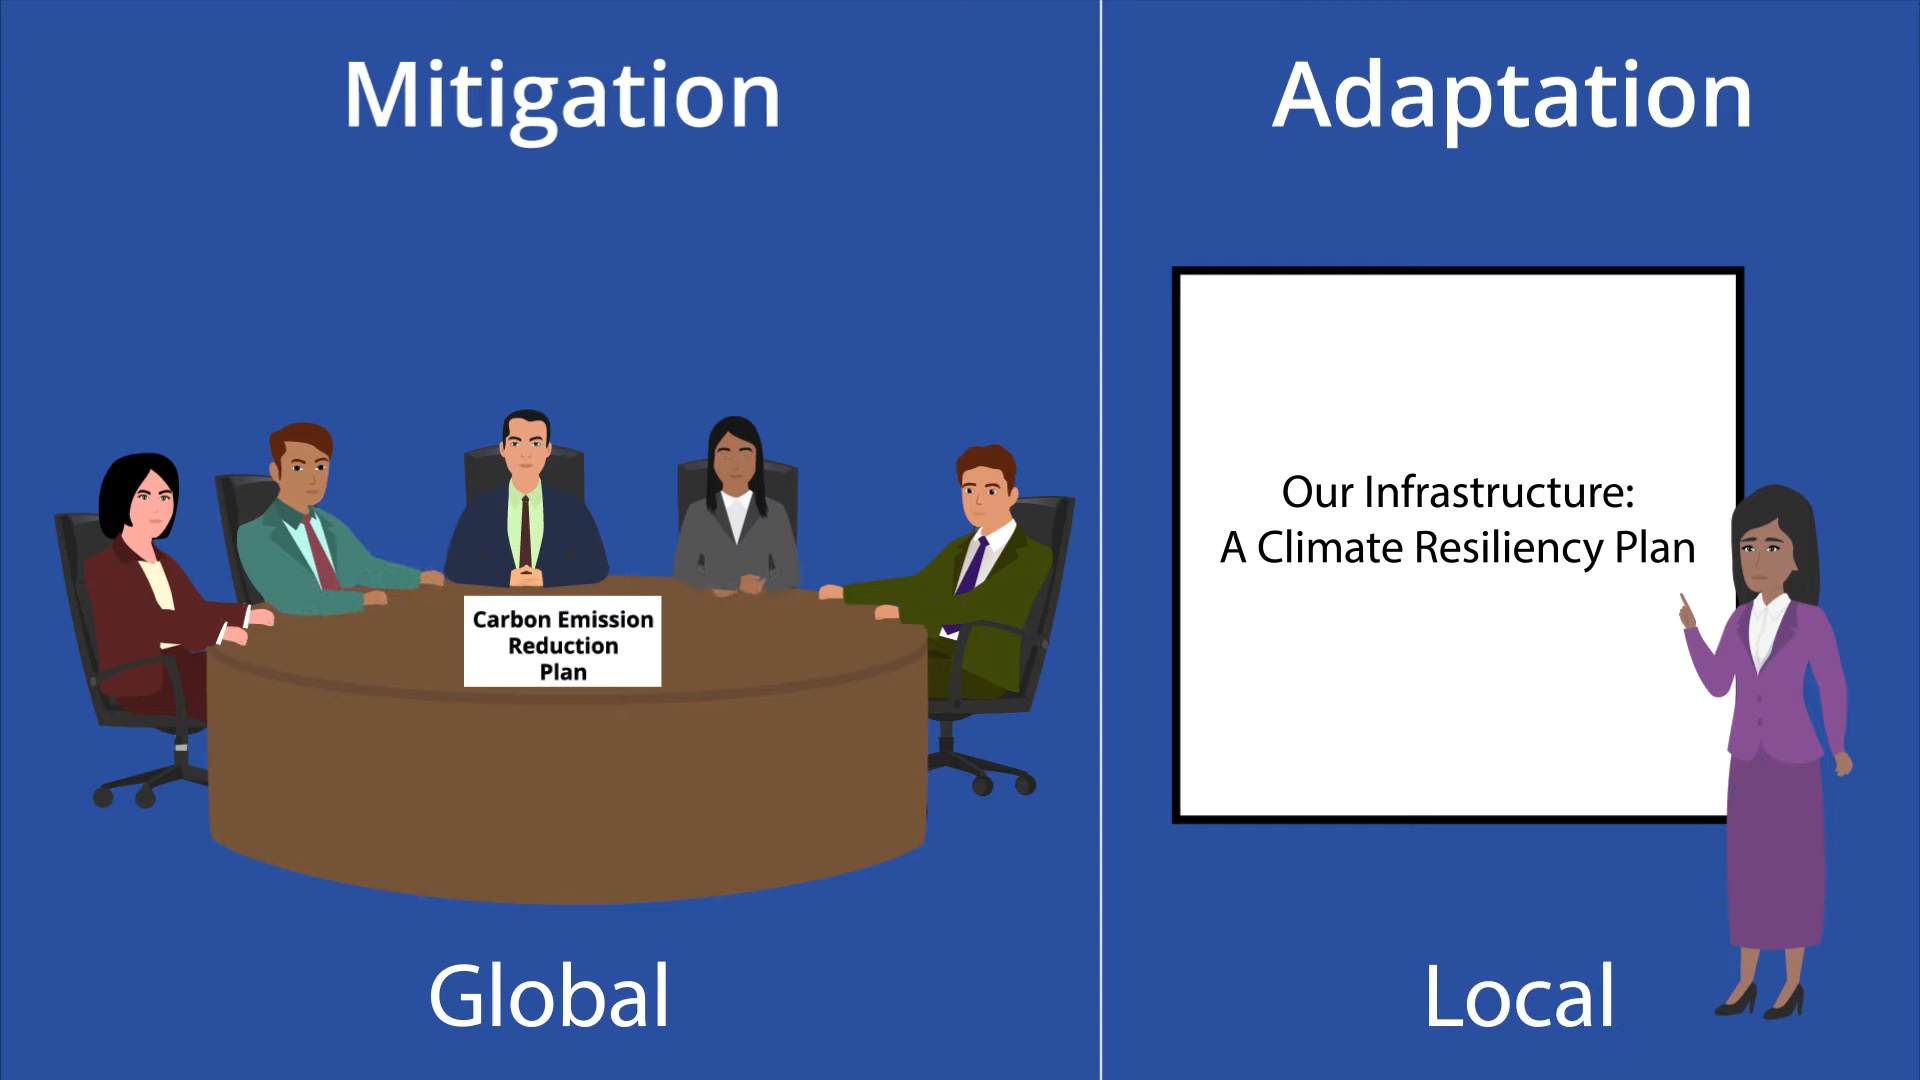 Mitigation
Carbon Emission
Reduction
Plan
Global
Adaptation
Our Infrastructure:
A Climate Resiliency Plan
Local